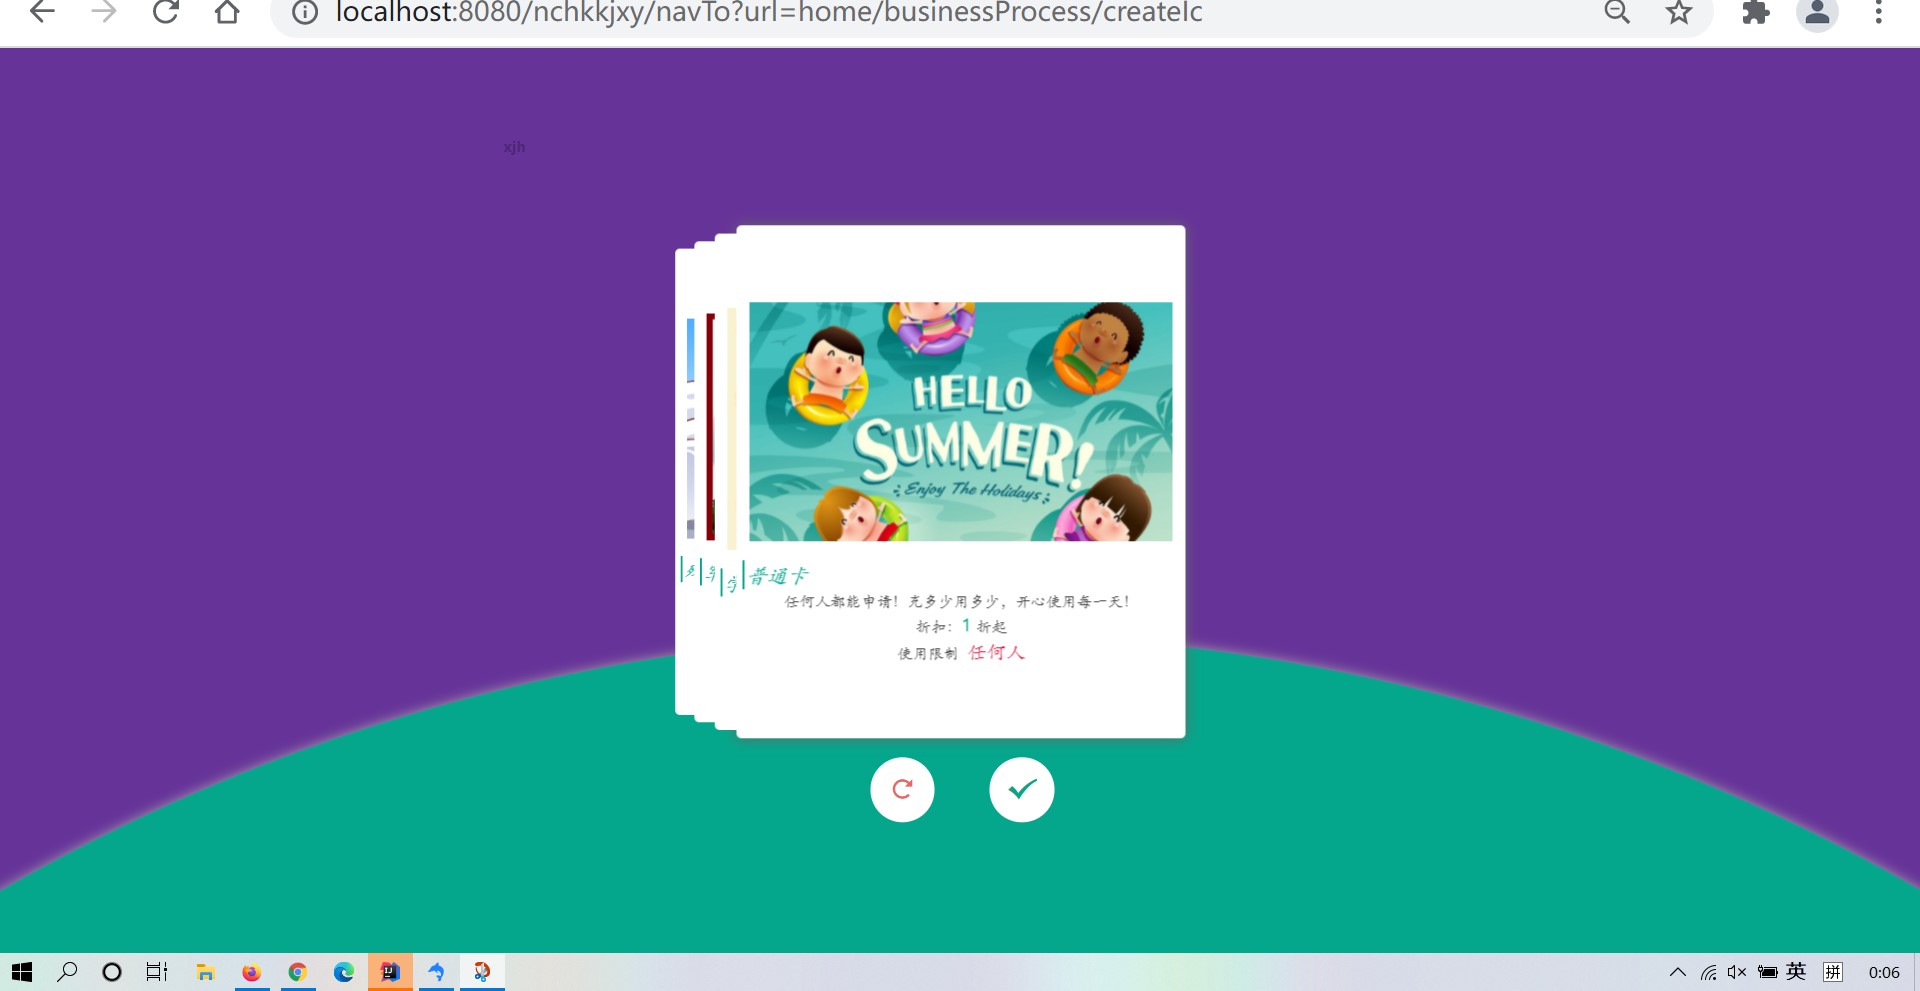 localhost:8080/nchkkjxy/navTo?url=home/businessProcess/createIc
xjh
HELLO
SUMMER!
Enjoy The Holidays
普通卡
任何人都能申请！充多少用多少，开心使用每一天！
折扣：1 折起
使用限制 任何人
英
拼
0:06